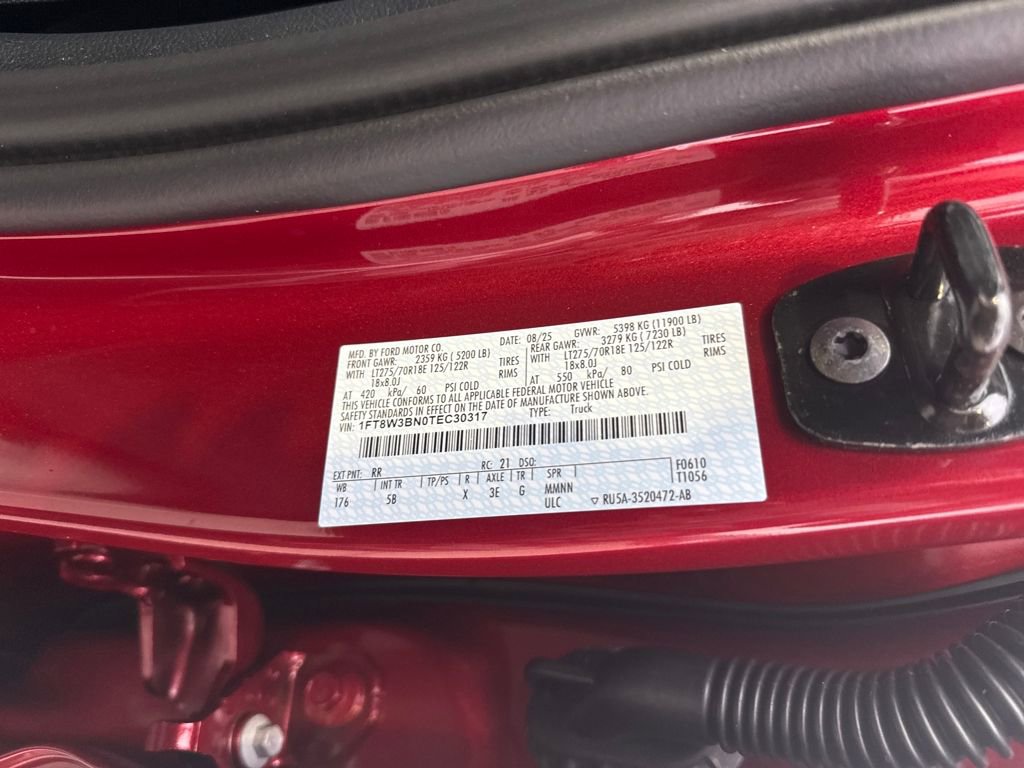 MFD. BY FORD MOTOR CO. DATE: 08/25 GVWR: 5398 KG (11900 LB)
FRONT GAWR: 2359 KG (5200 LB) REAR GAWR: 3279 KG (7230 LB)
WITH LT275/70R18E 125/122R TIRES WITH LT275/70R18E 125/122R TIRES
18x8.0J RIMS 18x8.0J RIMS
AT 420 kPa/ 60 PSI COLD AT 550 kPa/ 80 PSI COLD
THIS VEHICLE CONFORMS TO ALL APPLICABLE FEDERAL MOTOR VEHICLE
SAFETY STANDARDS IN EFFECT ON THE DATE OF MANUFACTURE SHOWN ABOVE.
VIN: 1FT8W3BN0TEC30317 TYPE: Truck
EXT PNT: RR RC: 21 DSO: F0610
WB INT TR TP/PS R AXLE TR SPR T1056
176 5B X 3E G MMNN
ULC ▽ RU5A-3520472-AB